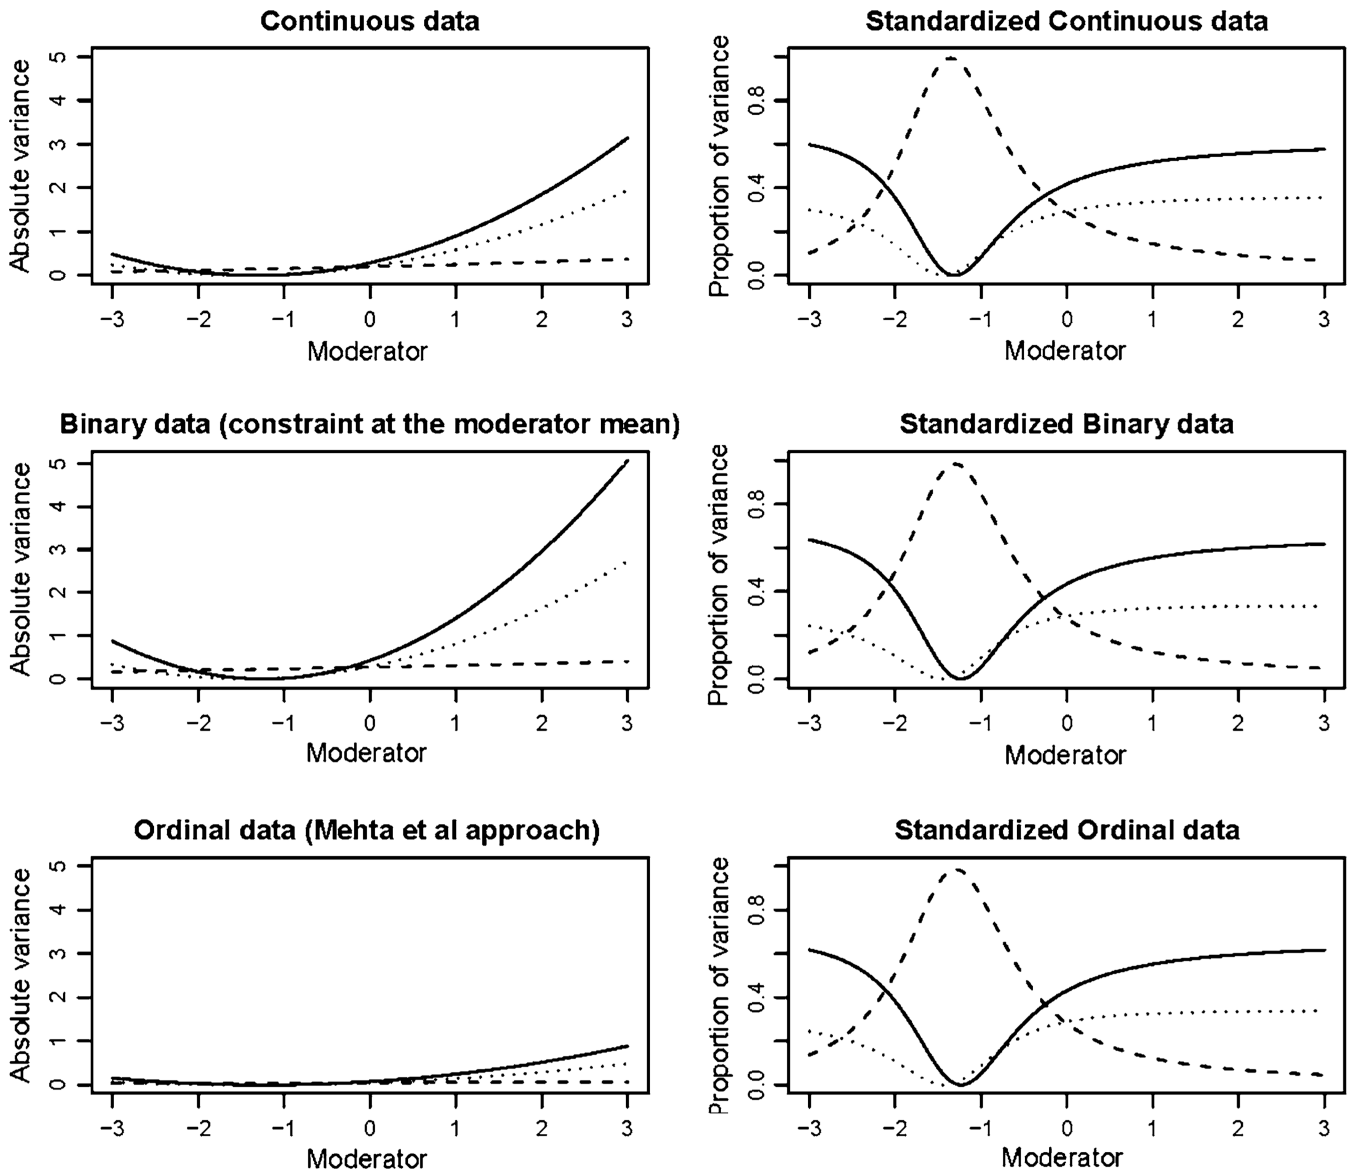 Continuous data
Absolute variance
5
4
3
2
1
0
−3 −2 −1 0 1 2 3
Moderator
Standardized Continuous data
Proportion of variance
0.8
0.4
0.0
−3 −2 −1 0 1 2 3
Moderator
Binary data (constraint at the moderator mean)
Absolute variance
5
4
3
2
1
0
−3 −2 −1 0 1 2 3
Moderator
Standardized Binary data
Proportion of variance
0.8
0.4
0.0
−3 −2 −1 0 1 2 3
Moderator
Ordinal data (Mehta et al approach)
Absolute variance
5
4
3
2
1
0
−3 −2 −1 0 1 2 3
Moderator
Standardized Ordinal data
Proportion of variance
0.8
0.4
0.0
−3 −2 −1 0 1 2 3
Moderator